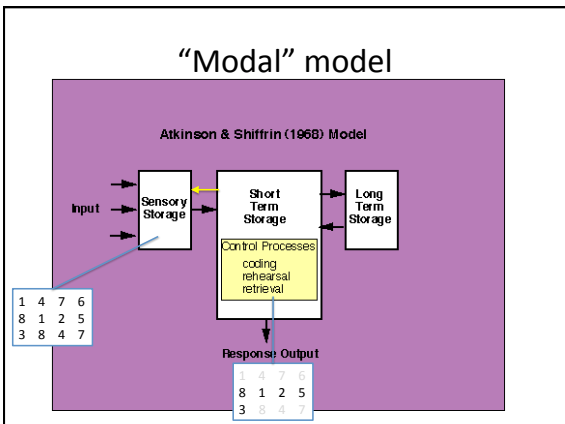 “Modal” model
Atkinson & Shiffrin (1968) Model
Input
Sensory
Storage
Short
Term
Storage
Long
Term
Storage
Control Processes
coding
rehearsal
retrieval
1 4 7 6
8 1 2 5
3 8 4 7
Response Output
1 4 7 6
8 1 2 5
3 8 4 7